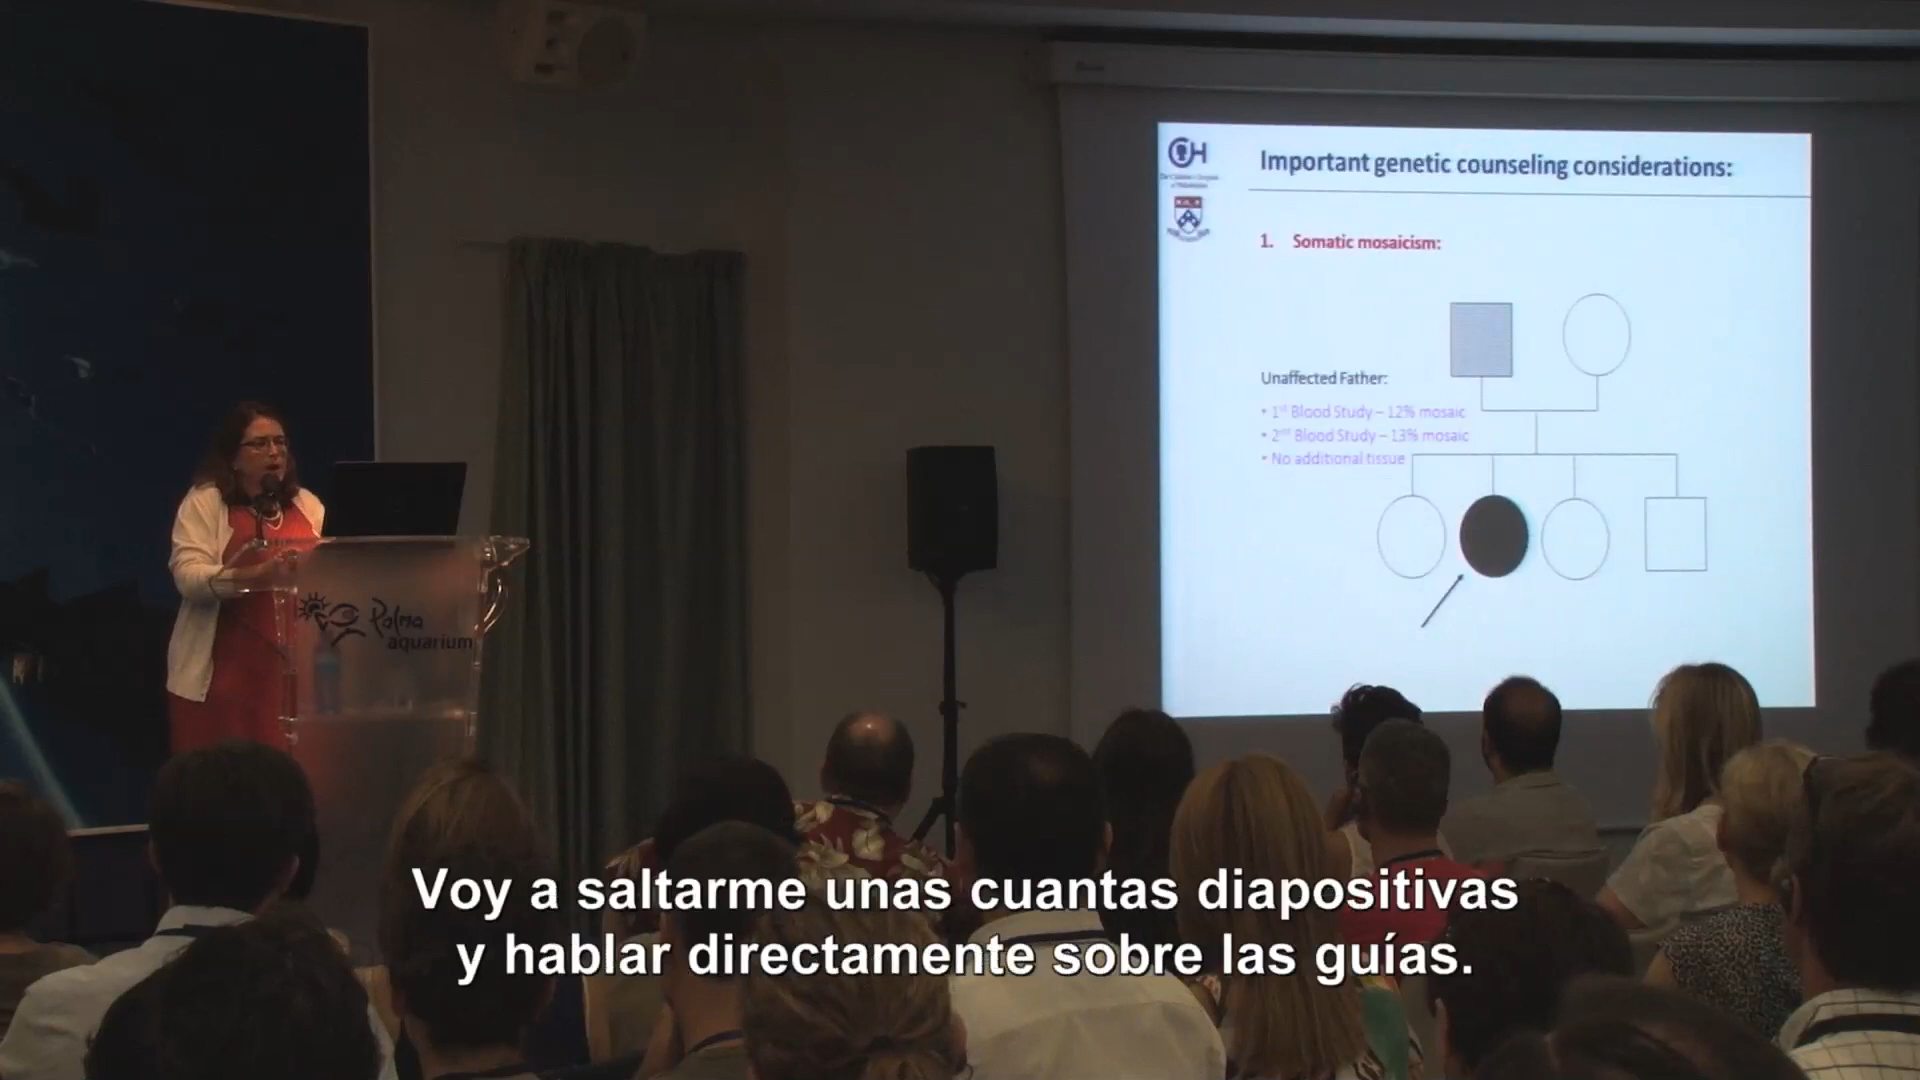 Important genetic counseling considerations:
1. Somatic mosaicism:
Unaffected Father:
• 1st Blood Study – 12% mosaic
• 2nd Blood Study – 13% mosaic
• No additional tissue
Palma
aquarium
Voy a saltarme unas cuantas diapositivas
y hablar directamente sobre las guías.